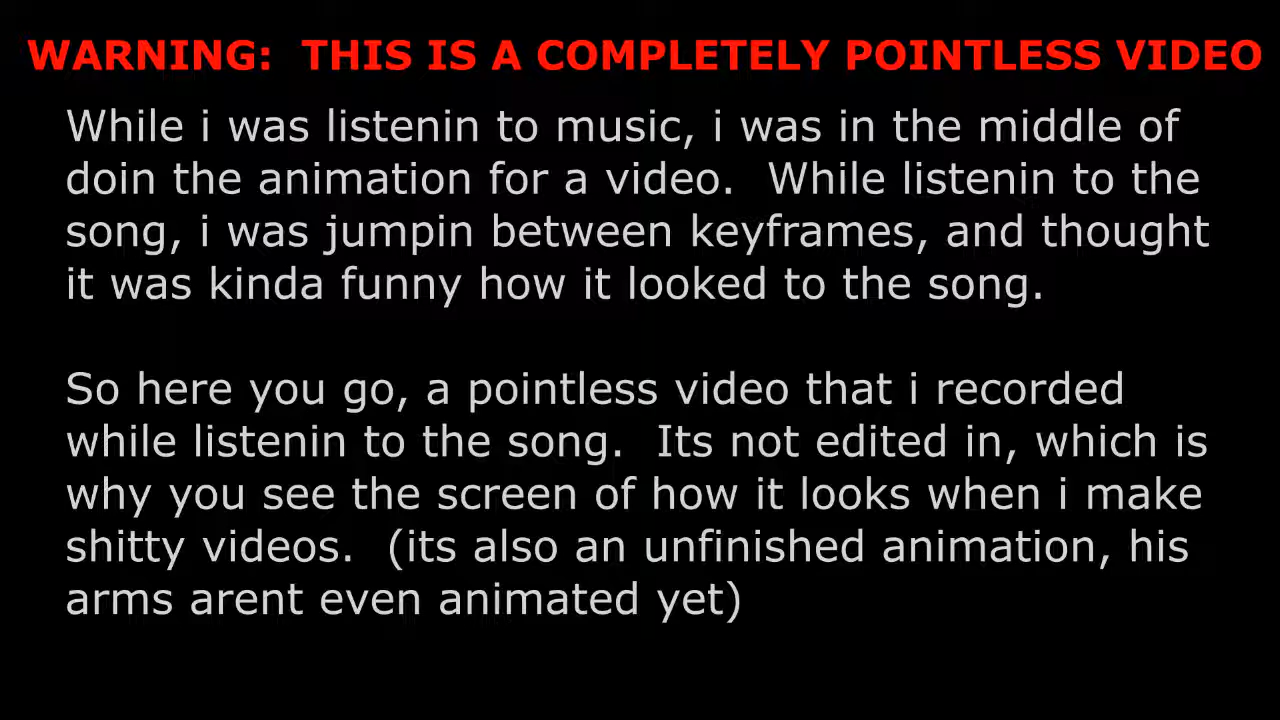 WARNING:  THIS IS A COMPLETELY POINTLESS VIDEO
While i was listenin to music, i was in the middle of
doin the animation for a video.  While listenin to the
song, i was jumpin between keyframes, and thought
it was kinda funny how it looked to the song.
So here you go, a pointless video that i recorded
while listenin to the song.  Its not edited in, which is
why you see the screen of how it looks when i make
shitty videos.  (its also an unfinished animation, his
arms arent even animated yet)